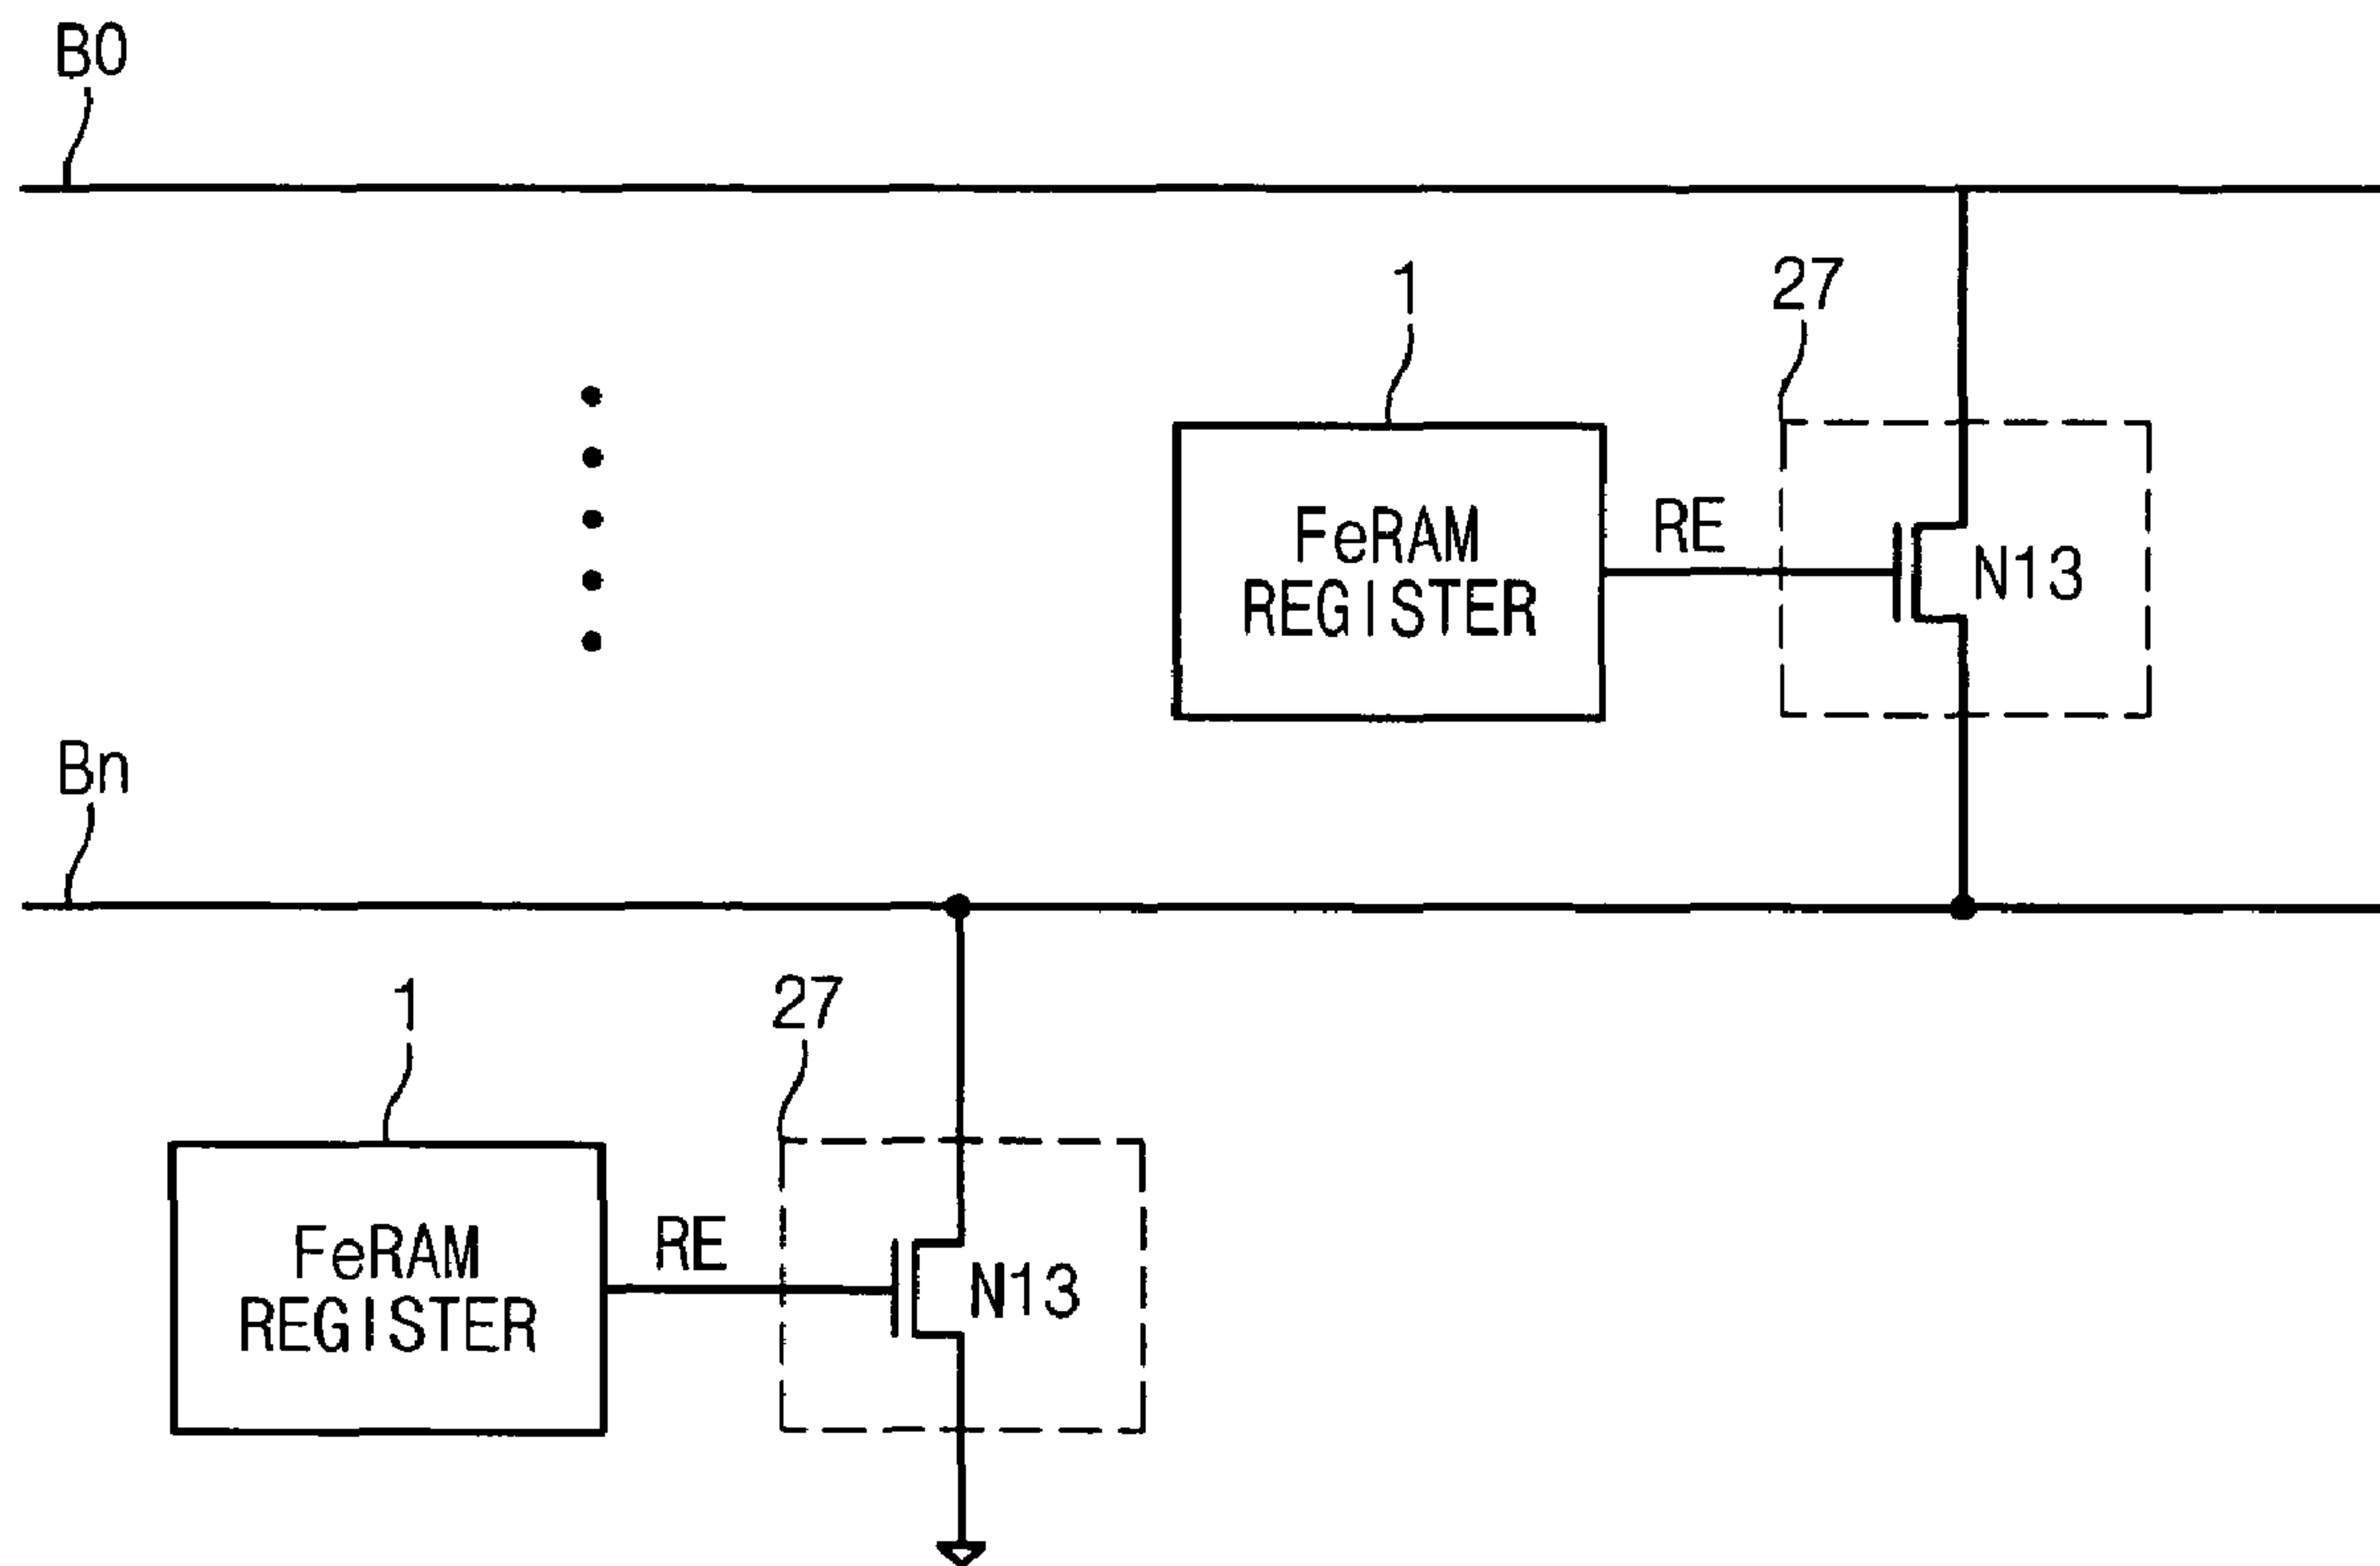 B0
1
27
FeRAM
REGISTER
RE
N13
Bn
1
27
FeRAM
REGISTER
RE
N13